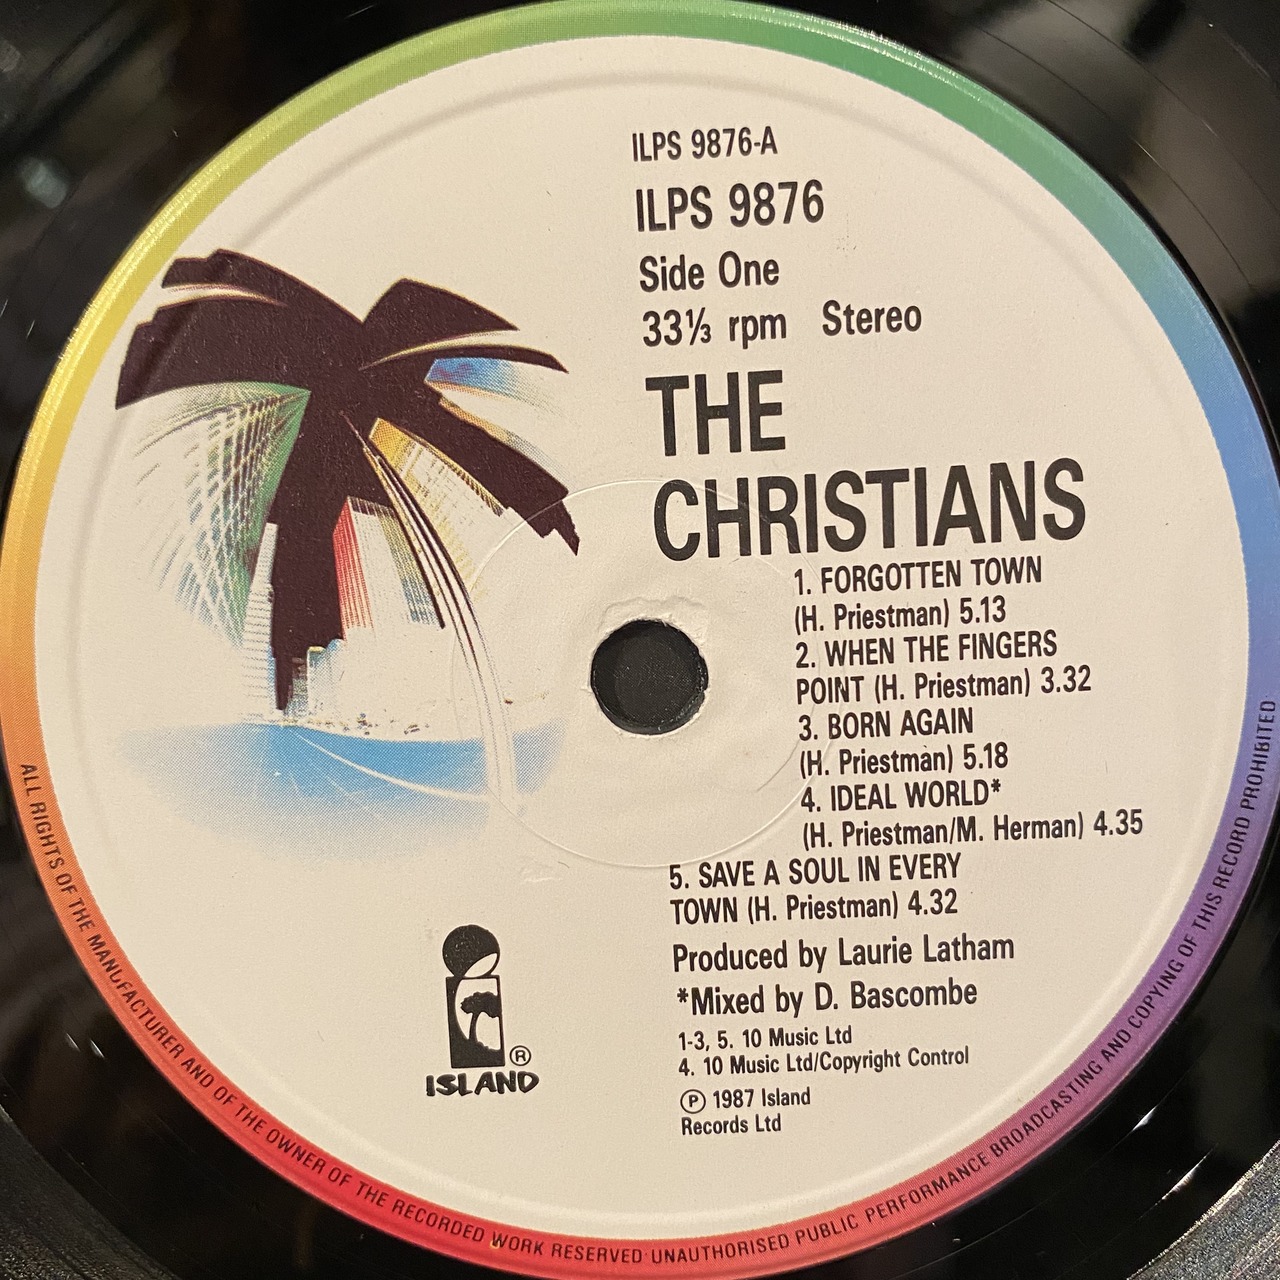 ILPS 9876-A
ILPS 9876
Side One
33⅓ rpm Stereo
THE
CHRISTIANS
1. FORGOTTEN TOWN
(H. Priestman) 5.13
2. WHEN THE FINGERS
POINT (H. Priestman) 3.32
3. BORN AGAIN
(H. Priestman) 5.18
4. IDEAL WORLD*
(H. Priestman/M. Herman) 4.35
5. SAVE A SOUL IN EVERY
TOWN (H. Priestman) 4.32
Produced by Laurie Latham
*Mixed by D. Bascombe
1-3, 5. 10 Music Ltd
4. 10 Music Ltd/Copyright Control
Ⓟ 1987 Island
Records Ltd
®
ISLAND
ALL RIGHTS OF THE MANUFACTURER AND OF THE OWNER OF THE RECORDED WORK RESERVED·UNAUTHORISED PUBLIC PERFORMANCE BROADCASTING AND COPYING OF THIS RECORD PROHIBITED